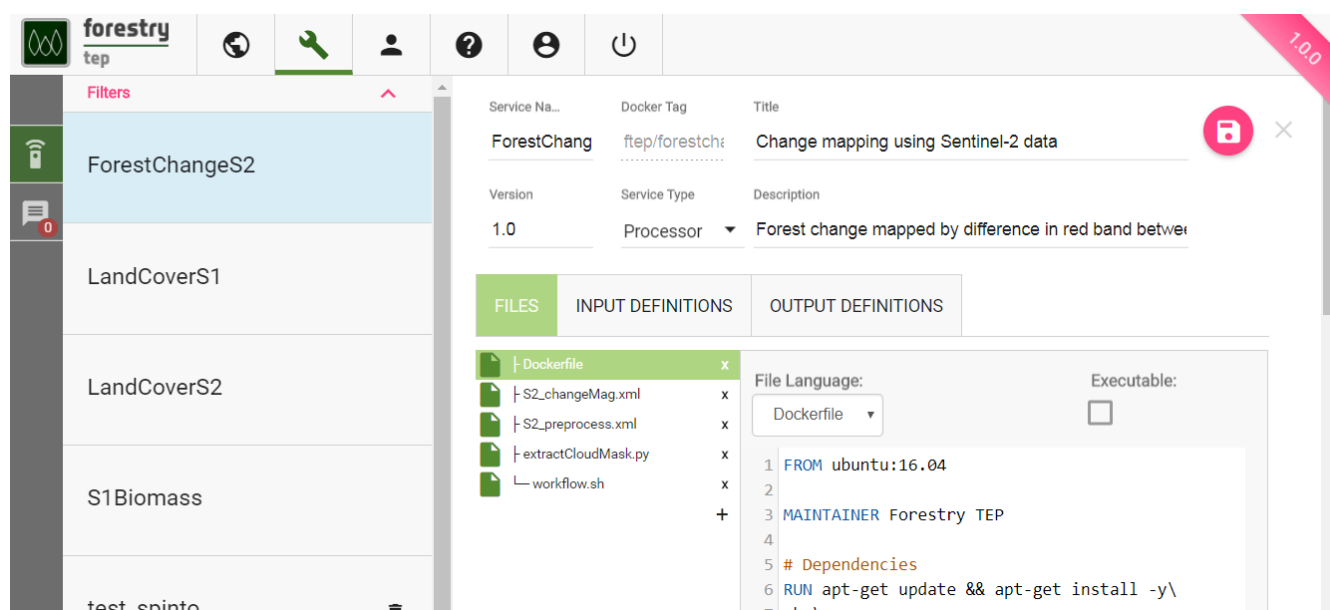 forestry
tep
1.0.0
Filters
0
ForestChangeS2
LandCoverS1
LandCoverS2
S1Biomass
test_spinto
Service Na... Docker Tag Title
ForestChang ftep/forestcha Change mapping using Sentinel-2 data
Version Service Type Description
1.0 Processor Forest change mapped by difference in red band betwee
FILES INPUT DEFINITIONS OUTPUT DEFINITIONS
├ Dockerfile x
├ S2_changeMag.xml x
├ S2_preprocess.xml x
├ extractCloudMask.py x
└─ workflow.sh x
+
File Language: Executable:
Dockerfile
1 FROM ubuntu:16.04
2
3 MAINTAINER Forestry TEP
4
5 # Dependencies
6 RUN apt-get update && apt-get install -y\